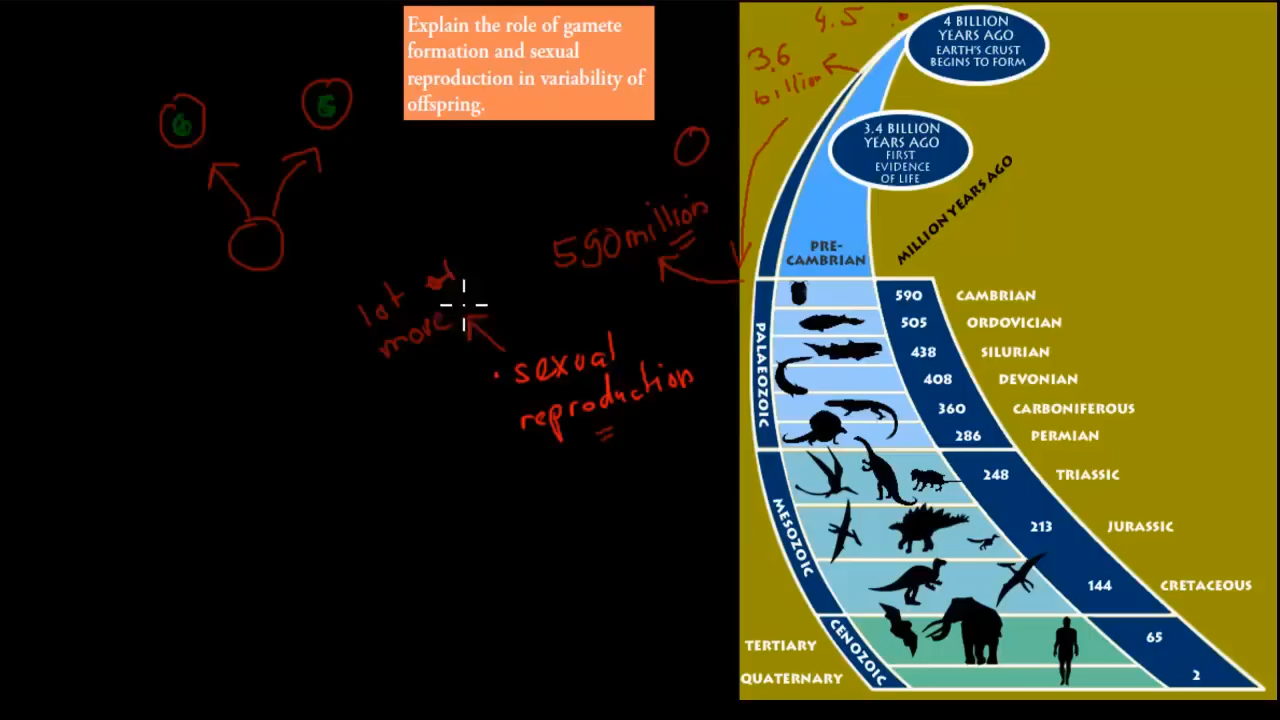 Explain the role of gamete
formation and sexual
reproduction in variability of
offspring.
4.5
3.6
billion
590 million
lot
more
• sexual
reproduction
4 BILLION
YEARS AGO
EARTH'S CRUST
BEGINS TO FORM
3.4 BILLION
YEARS AGO
FIRST
EVIDENCE
OF LIFE
MILLION YEARS AGO
PRE-
CAMBRIAN
PALAEOZOIC
590 CAMBRIAN
505 ORDOVICIAN
438 SILURIAN
408 DEVONIAN
360 CARBONIFEROUS
286 PERMIAN
MESOZOIC
248 TRIASSIC
213 JURASSIC
144 CRETACEOUS
CENOZOIC
TERTIARY 65
QUATERNARY 2